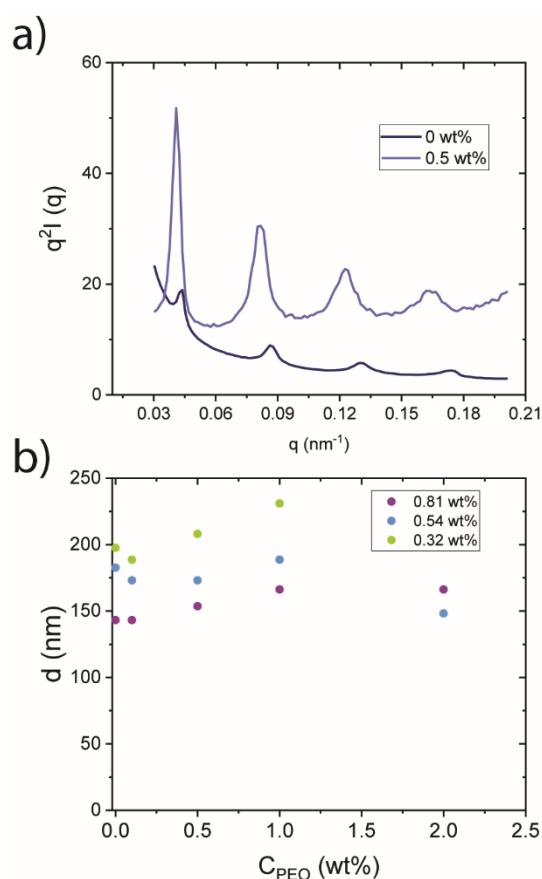 a)
60
40
20
0
q²I (q)
0 wt%
0.5 wt%
0.03 0.06 0.09 0.12 0.15 0.18 0.21
q (nm⁻¹)
b)
250
200
150
100
50
0
d (nm)
0.81 wt%
0.54 wt%
0.32 wt%
0.0 0.5 1.0 1.5 2.0 2.5
C_PEO (wt%)